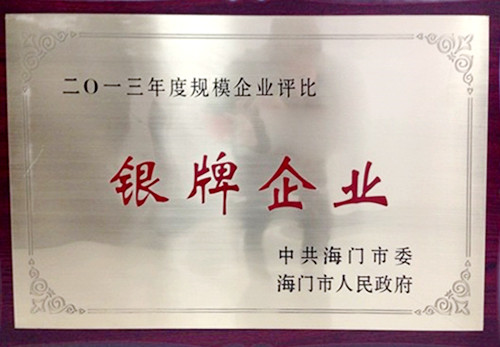 二〇一三年度规模企业评比
银牌企业
中共海门市委
海门市人民政府